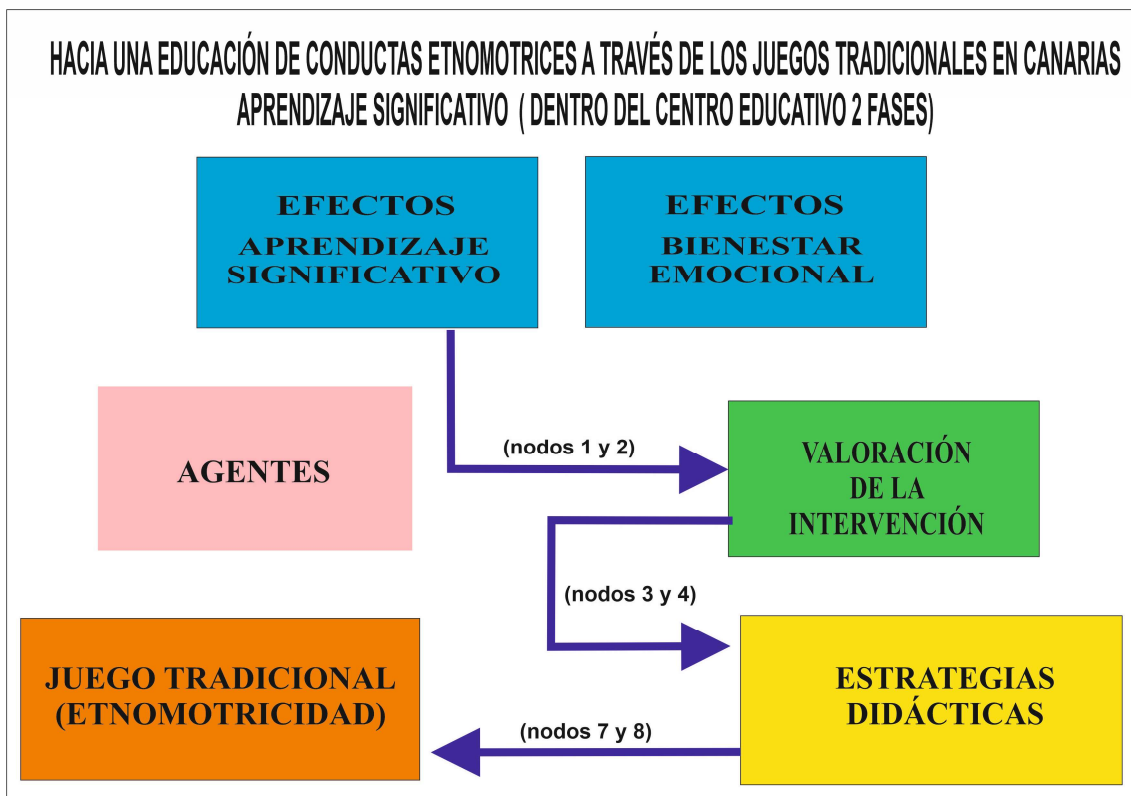 HACIA UNA EDUCACIÓN DE CONDUCTAS ETNOMOTRICES A TRAVÉS DE LOS JUEGOS TRADICIONALES EN CANARIAS
APRENDIZAJE SIGNIFICATIVO ( DENTRO DEL CENTRO EDUCATIVO 2 FASES)
EFECTOS
APRENDIZAJE
SIGNIFICATIVO
EFECTOS
BIENESTAR
EMOCIONAL
AGENTES
(nodos 1 y 2)
VALORACIÓN
DE LA
INTERVENCIÓN
(nodos 3 y 4)
JUEGO TRADICIONAL
(ETNOMOTRICIDAD)
(nodos 7 y 8)
ESTRATEGIAS
DIDÁCTICAS